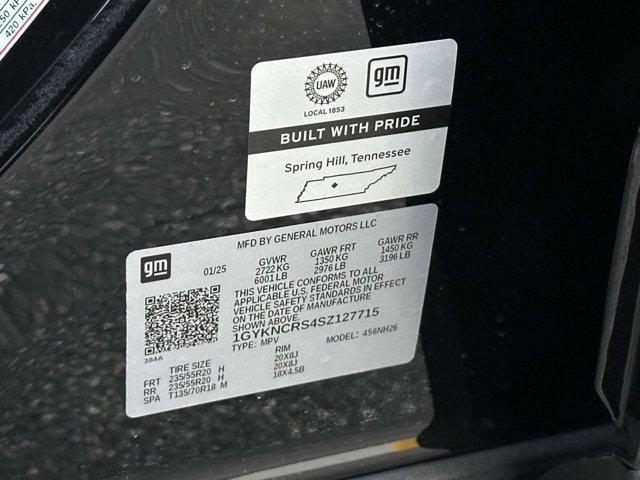 50 kPa
420 kPa,
UAW
gm
LOCAL 1853
BUILT WITH PRIDE
Spring Hill, Tennessee
MFD BY GENERAL MOTORS LLC
gm
01/25
GVWR GAWR FRT GAWR RR
2722 KG 1350 KG 1450 KG
6001 LB 2976 LB 3196 LB
THIS VEHICLE CONFORMS TO ALL
APPLICABLE U.S. FEDERAL MOTOR
VEHICLE SAFETY STANDARDS IN EFFECT
ON THE DATE OF MANUFACTURE
SHOWN ABOVE.
1GYKNCRS4SZ127715
TYPE: MPV MODEL: 456NH26
384A
TIRE SIZE RIM
FRT 235/55R20 H 20X8J
RR 235/55R20 H 20X8J
SPA T135/70R18 M 18X4.5B